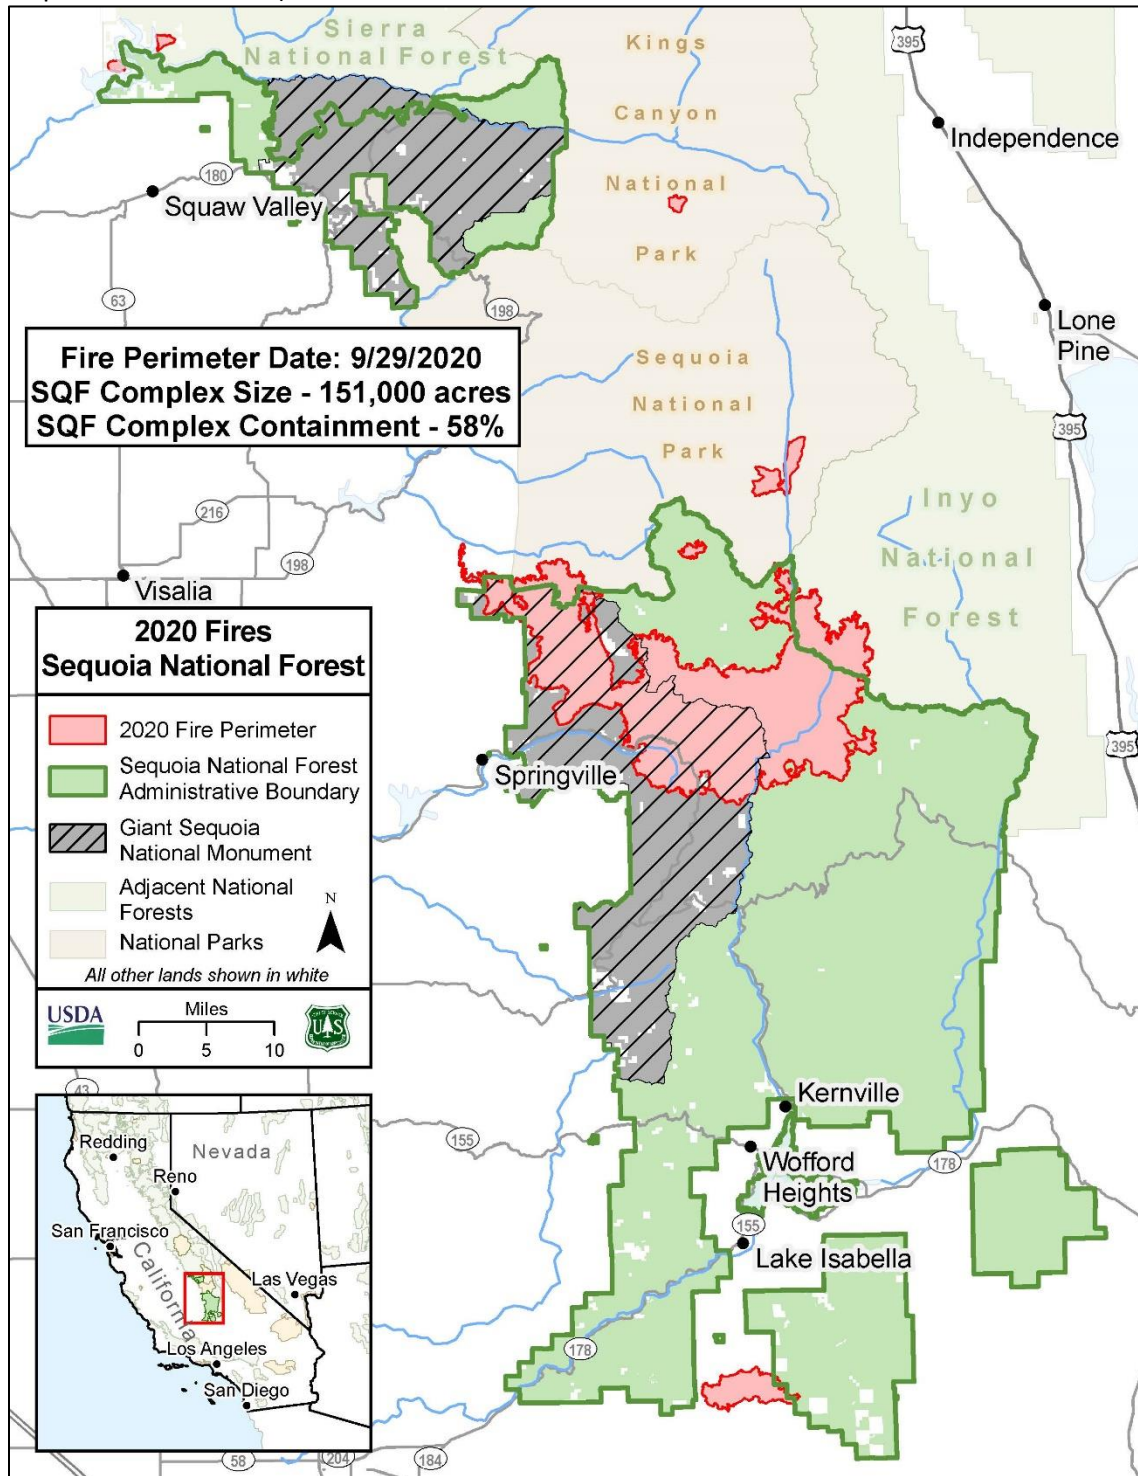 Sierra
National Forest
Kings
Canyon
National
Park
395
Independence
180
Squaw Valley
63
198
Lone
Pine
Fire Perimeter Date: 9/29/2020
SQF Complex Size - 151,000 acres
SQF Complex Containment - 58%
Sequoia
National
Park
395
Inyo
National
Forest
216
198
Visalia
395
Springville
2020 Fires
Sequoia National Forest
2020 Fire Perimeter
Sequoia National Forest
Administrative Boundary
Giant Sequoia
National Monument
Adjacent National
Forests
National Parks
N
All other lands shown in white
USDA
Miles
0 5 10
U S
43
Redding
Nevada
Reno
San Francisco
California
Las Vegas
Los Angeles
San Diego
155
Kernville
Wofford
Heights
178
155
Lake Isabella
178
58
204
184